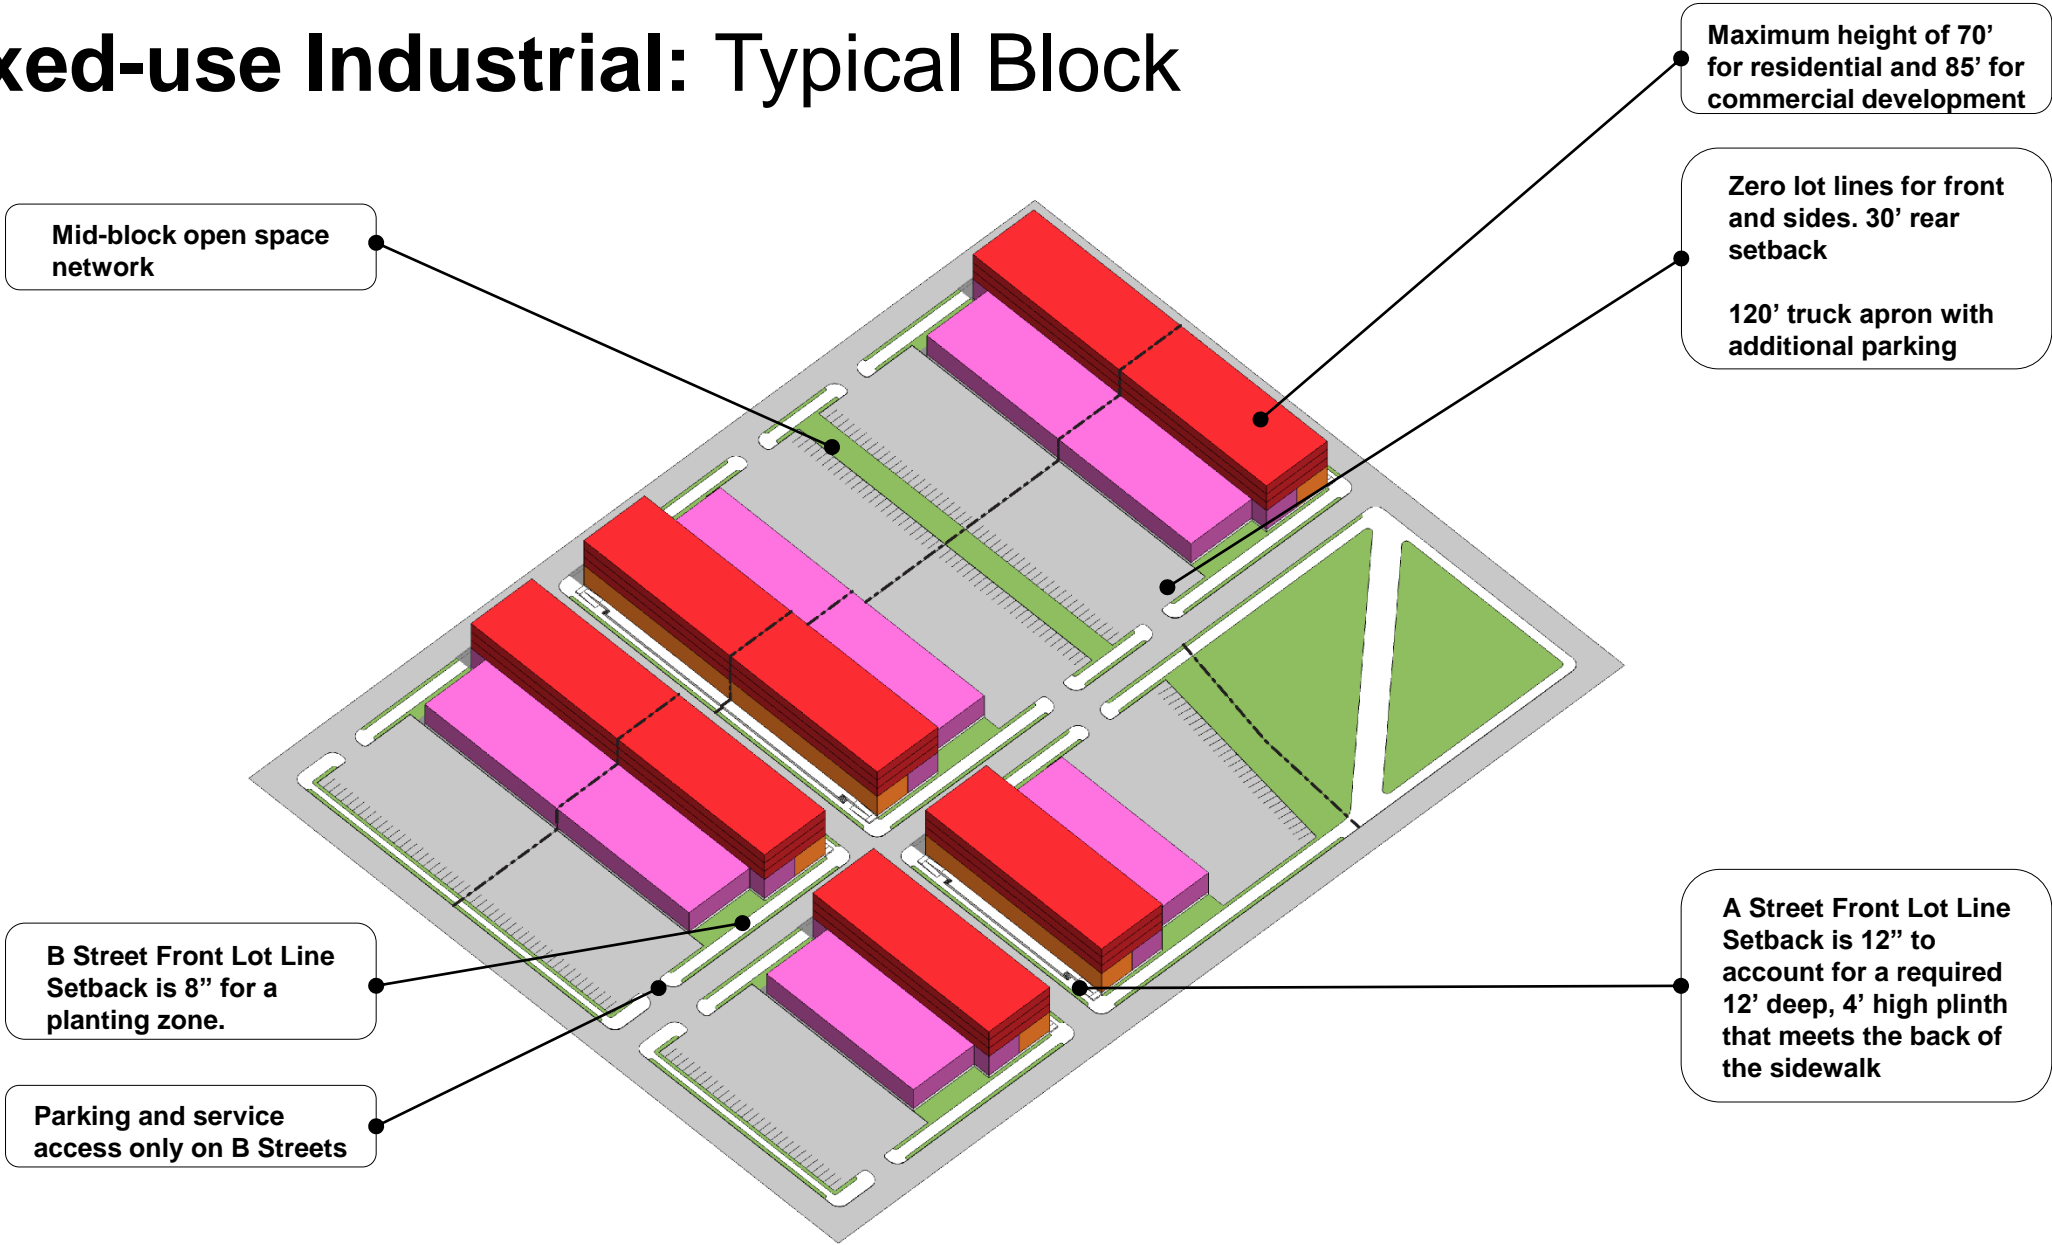 xed-use Industrial: Typical Block
Maximum height of 70’
for residential and 85’ for
commercial development
Zero lot lines for front
and sides. 30’ rear
setback
120’ truck apron with
additional parking
Mid-block open space
network
B Street Front Lot Line
Setback is 8” for a
planting zone.
Parking and service
access only on B Streets
A Street Front Lot Line
Setback is 12” to
account for a required
12’ deep, 4’ high plinth
that meets the back of
the sidewalk